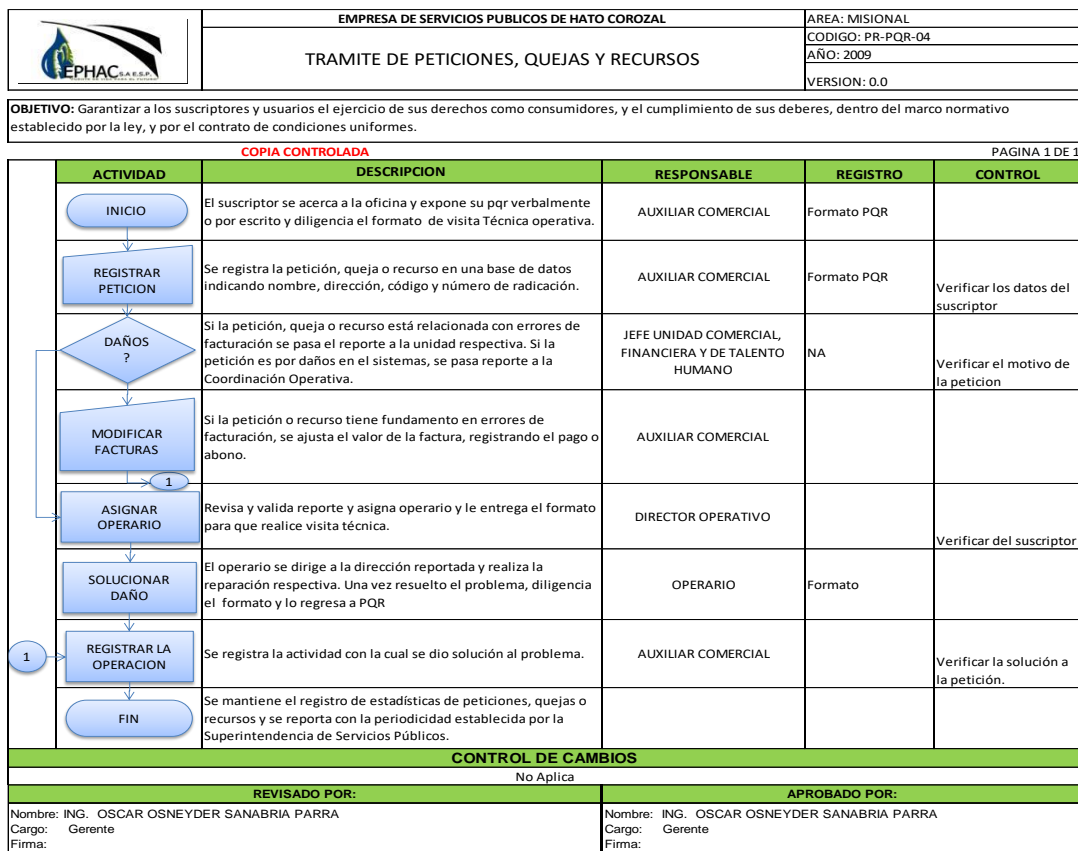 EPHAC S.A E.S.P.
EMPRESA DE SERVICIOS PUBLICOS DE HATO COROZAL
TRAMITE DE PETICIONES, QUEJAS Y RECURSOS
AREA: MISIONAL
CODIGO: PR-PQR-04
AÑO: 2009
VERSION: 0.0
OBJETIVO: Garantizar a los suscriptores y usuarios el ejercicio de sus derechos como consumidores, y el cumplimiento de sus deberes, dentro del marco normativo
establecido por la ley, y por el contrato de condiciones uniformes.
COPIA CONTROLADA
PAGINA 1 DE 1
ACTIVIDAD
DESCRIPCION
RESPONSABLE
REGISTRO
CONTROL
INICIO
El suscriptor se acerca a la oficina y expone su pqr verbalmente
o por escrito y diligencia el formato de visita Técnica operativa.
AUXILIAR COMERCIAL
Formato PQR
REGISTRAR
PETICION
Se registra la petición, queja o recurso en una base de datos
indicando nombre, dirección, código y número de radicación.
AUXILIAR COMERCIAL
Formato PQR
Verificar los datos del
suscriptor
DAÑOS
?
Si la petición, queja o recurso está relacionada con errores de
facturación se pasa el reporte a la unidad respectiva. Si la
petición es por daños en el sistemas, se pasa reporte a la
Coordinación Operativa.
JEFE UNIDAD COMERCIAL,
FINANCIERA Y DE TALENTO
HUMANO
NA
Verificar el motivo de
la peticion
MODIFICAR
FACTURAS
1
Si la petición o recurso tiene fundamento en errores de
facturación, se ajusta el valor de la factura, registrando el pago o
abono.
AUXILIAR COMERCIAL
ASIGNAR
OPERARIO
Revisa y valida reporte y asigna operario y le entrega el formato
para que realice visita técnica.
DIRECTOR OPERATIVO
Verificar del suscriptor
SOLUCIONAR
DAÑO
El operario se dirige a la dirección reportada y realiza la
reparación respectiva. Una vez resuelto el problema, diligencia
el formato y lo regresa a PQR
OPERARIO
Formato
1
REGISTRAR LA
OPERACION
Se registra la actividad con la cual se dio solución al problema.
AUXILIAR COMERCIAL
Verificar la solución a
la petición.
FIN
Se mantiene el registro de estadísticas de peticiones, quejas o
recursos y se reporta con la periodicidad establecida por la
Superintendencia de Servicios Públicos.
CONTROL DE CAMBIOS
No Aplica
REVISADO POR:
APROBADO POR:
Nombre: ING. OSCAR OSNEYDER SANABRIA PARRA
Cargo: Gerente
Firma:
Nombre: ING. OSCAR OSNEYDER SANABRIA PARRA
Cargo: Gerente
Firma: